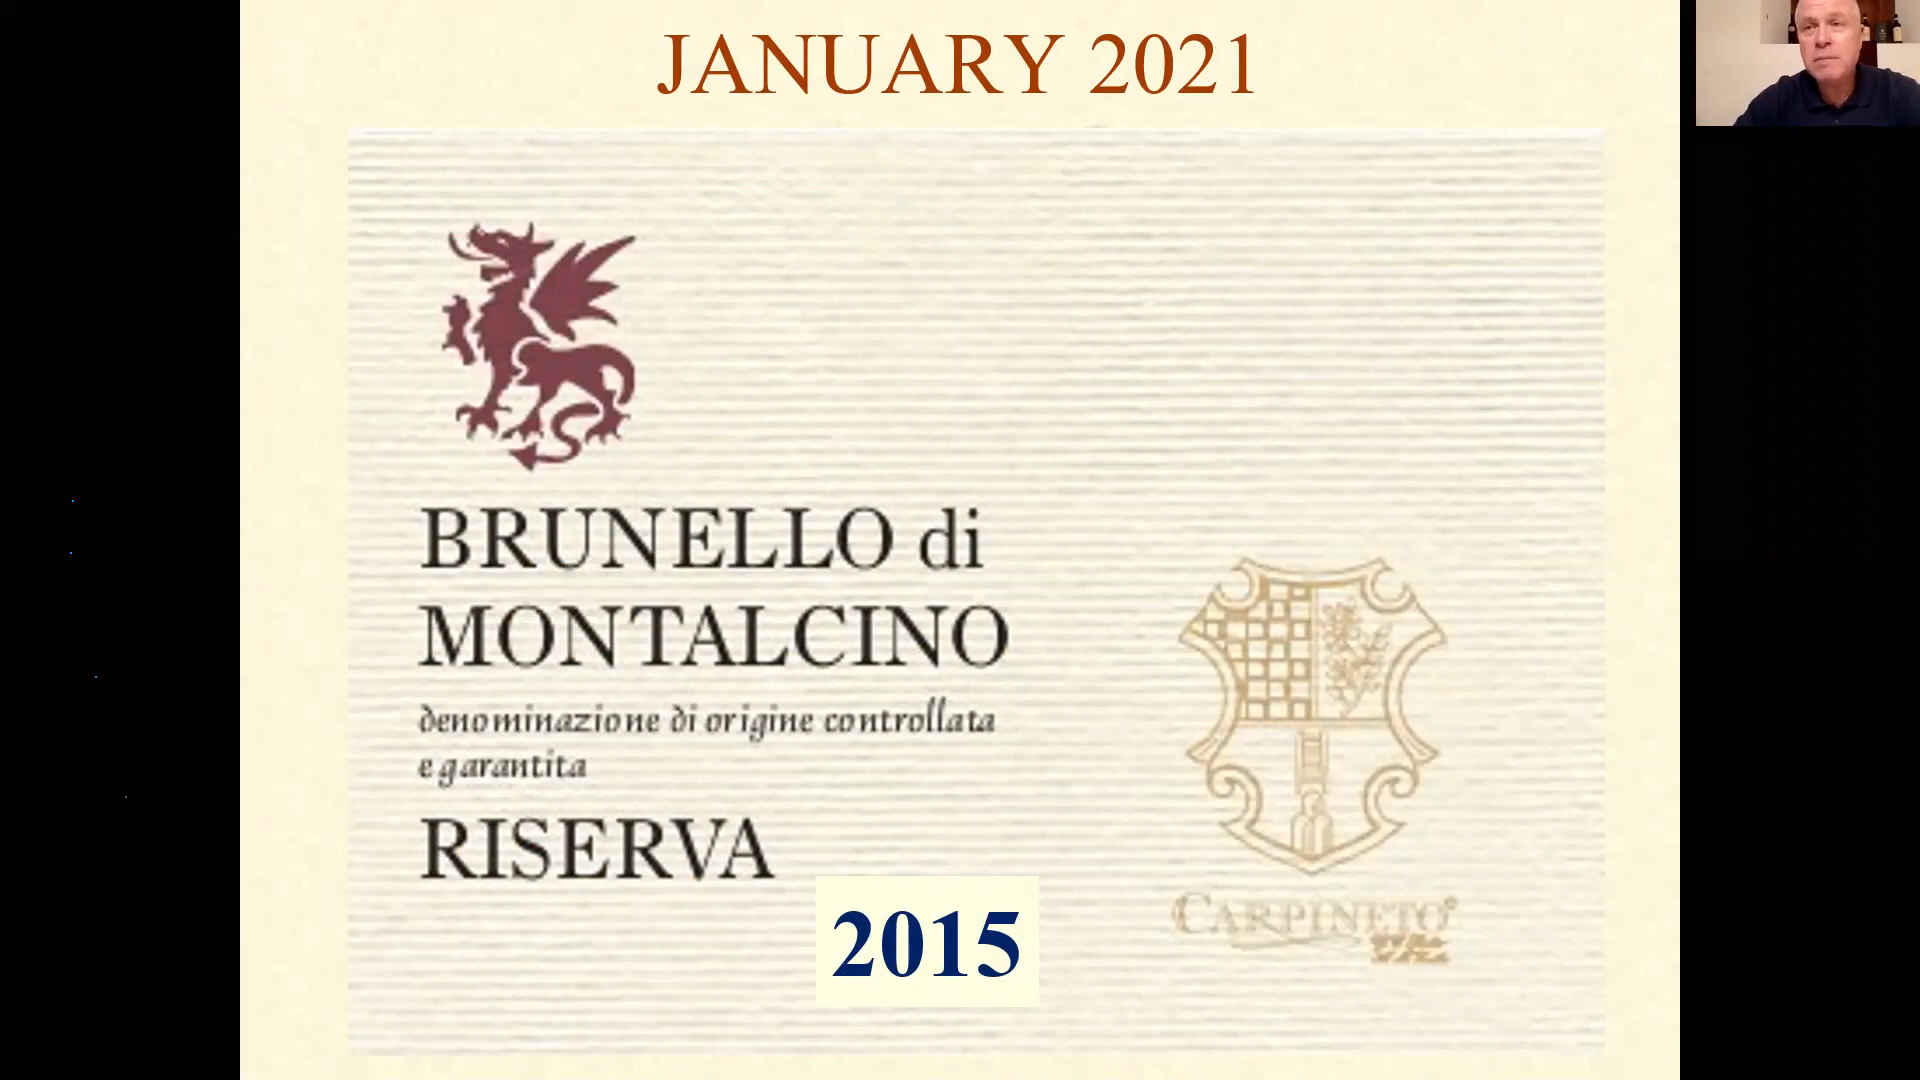 JANUARY 2021
BRUNELLO di
MONTALCINO
denominazione di origine controllata
e garantita
RISERVA
2015
CARPINETO